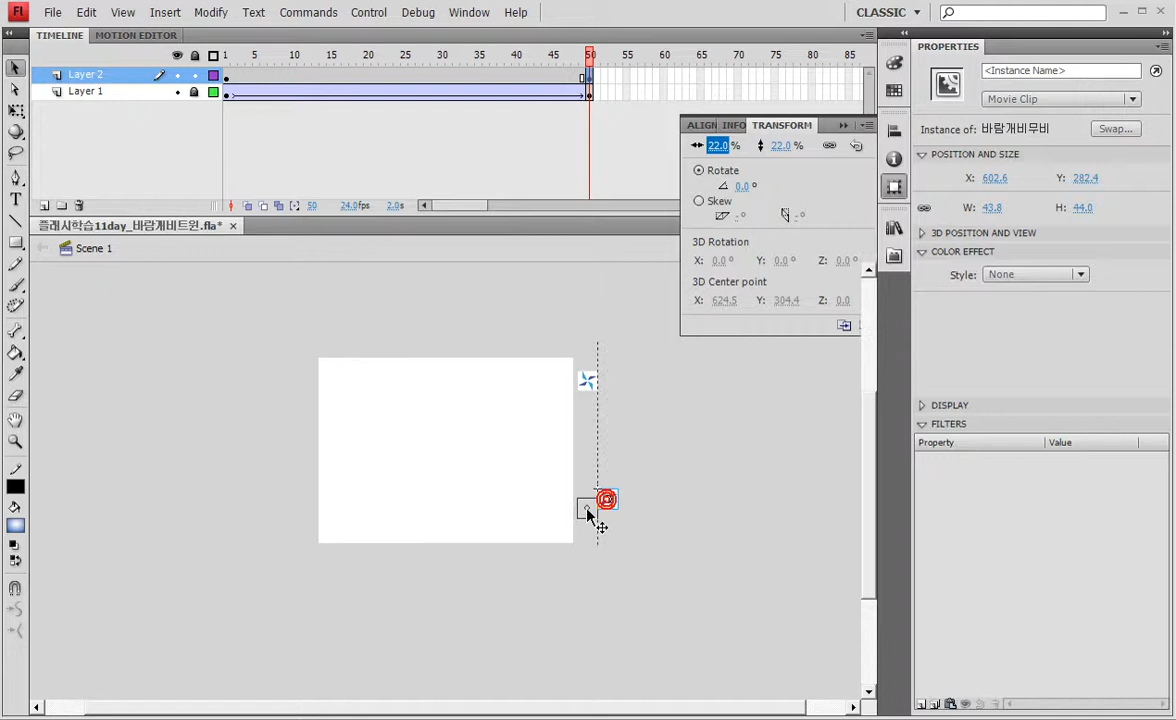 Fl File Edit View Insert Modify Text Commands Control Debug Window Help CLASSIC
TIMELINE MOTION EDITOR
1 5 10 15 20 25 30 35 40 45 50 55 60 65 70 75 80 85
Layer 2
Layer 1
50 24.0fps 2.0s
플래시학습11day_바람개비트윈.fla*
Scene 1
ALIGN INFO TRANSFORM
22.0 % 22.0 %
Rotate
0.0 °
Skew
3D Rotation
X: 0.0 ° Y: 0.0 ° Z: 0.0 °
3D Center point
X: 624.5 Y: 304.4 Z: 0.0
PROPERTIES
<Instance Name>
Movie Clip
Instance of: 바람개비무비 Swap...
POSITION AND SIZE
X: 602.6 Y: 282.4
W: 43.8 H: 44.0
3D POSITION AND VIEW
COLOR EFFECT
Style: None
DISPLAY
FILTERS
Property Value